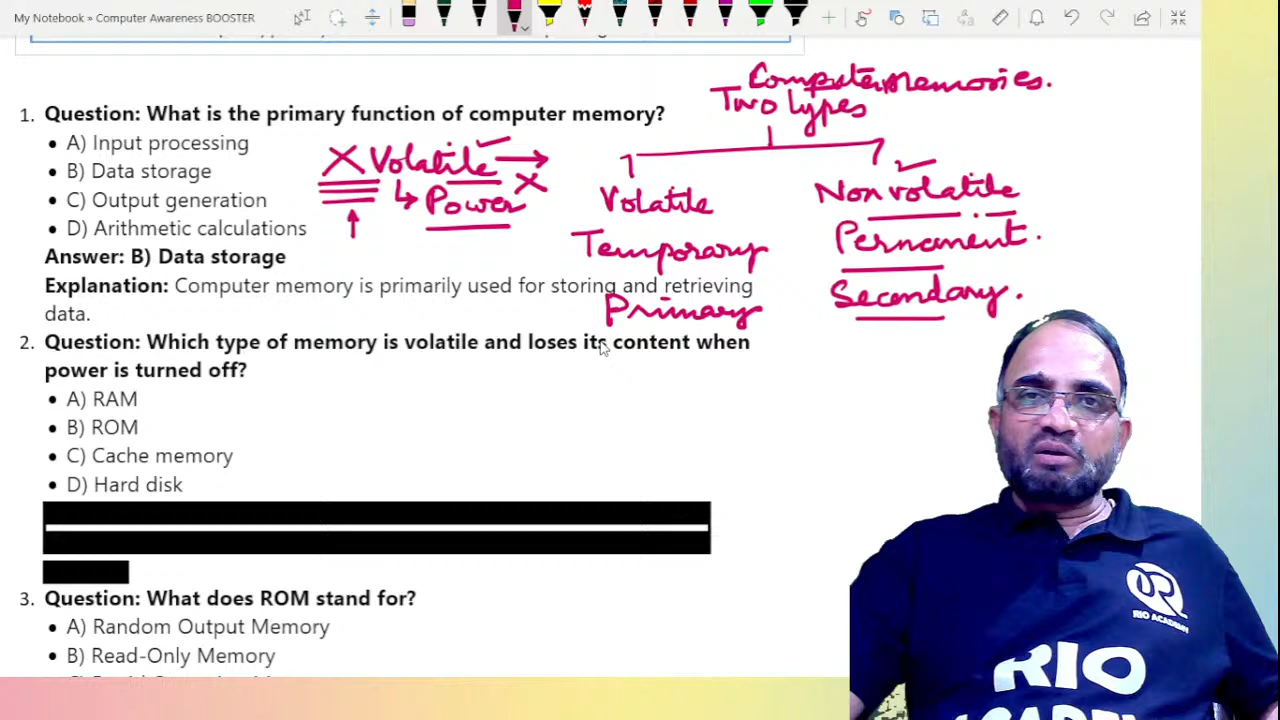 My Notebook » Computer Awareness BOOSTER
1. Question: What is the primary function of computer memory?
• A) Input processing
• B) Data storage
• C) Output generation
• D) Arithmetic calculations
Answer: B) Data storage
Explanation: Computer memory is primarily used for storing and retrieving
data.
2. Question: Which type of memory is volatile and loses its content when
power is turned off?
• A) RAM
• B) ROM
• C) Cache memory
• D) Hard disk
3. Question: What does ROM stand for?
• A) Random Output Memory
• B) Read-Only Memory
Volatile
Power
Computer memories.
Two types
Volatile
Temporary
Primary
Nonvolatile
Permanent.
Secondary.
RIO ACADEMY
RIO